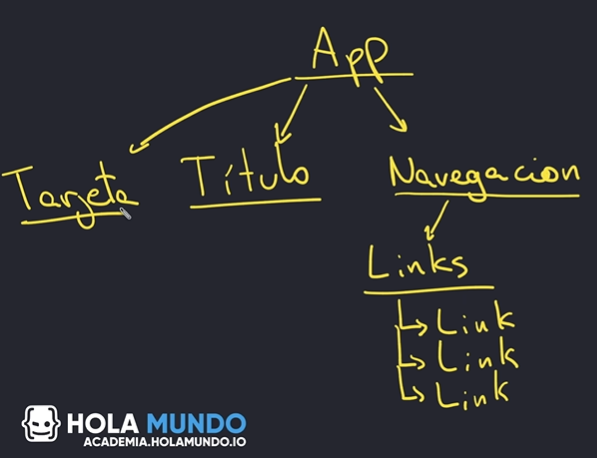 App
Tarjeta
Título
Navegacion
Links
Link
Link
Link
HOLA MUNDO
ACADEMIA.HOLAMUNDO.IO